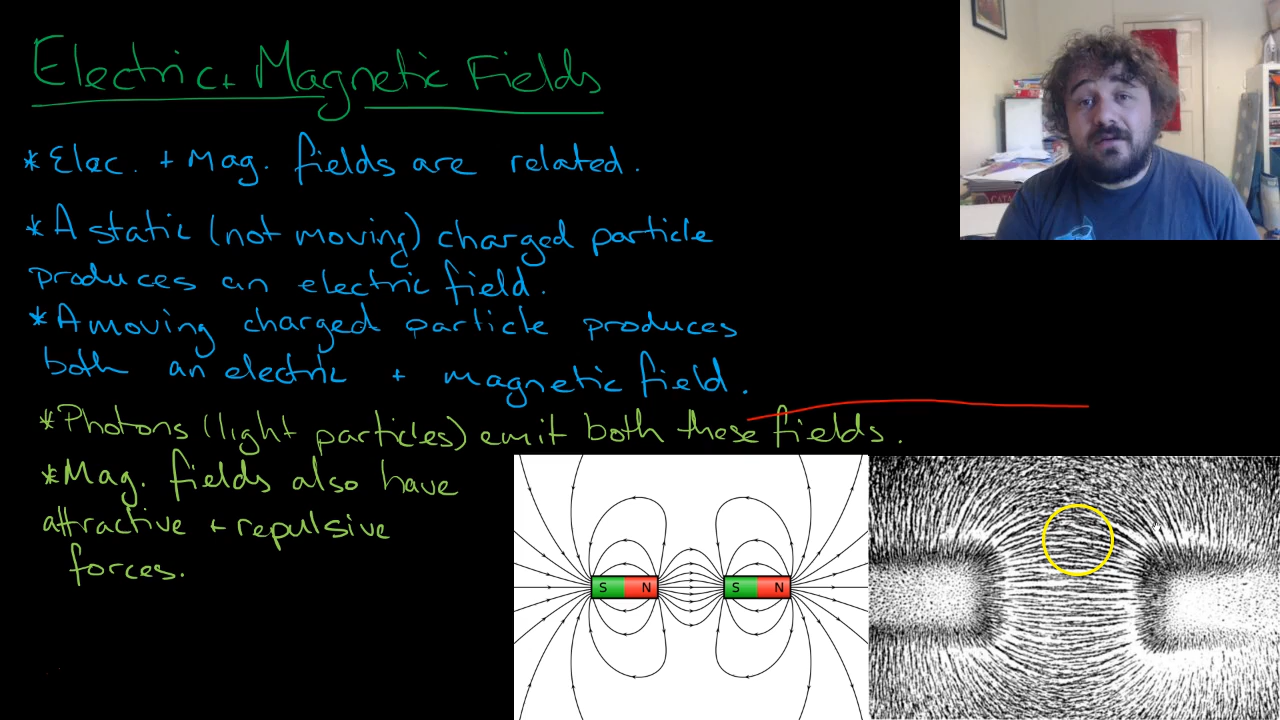 Electric + Magnetic Fields
* Elec. + Mag. fields are related.
* A static (not moving) charged particle
produces an electric field.
* A moving charged particle produces
both an electric + magnetic field.
* Photons (light particles) emit both these fields.
* Mag. fields also have
attractive + repulsive
forces.
S N S N